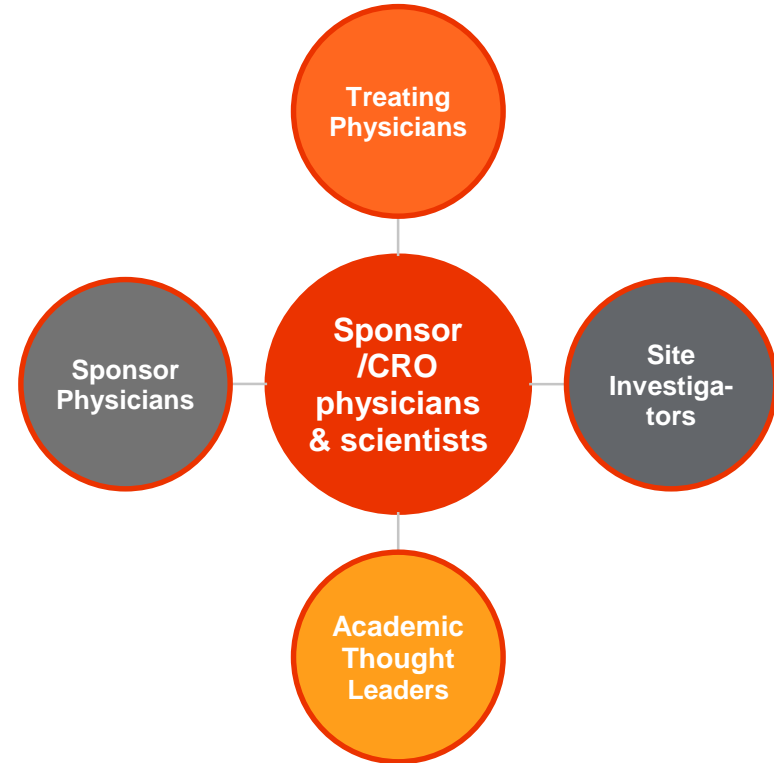 Treating
Physicians
Sponsor
Physicians
Sponsor
/CRO
physicians
& scientists
Site
Investiga-
tors
Academic
Thought
Leaders